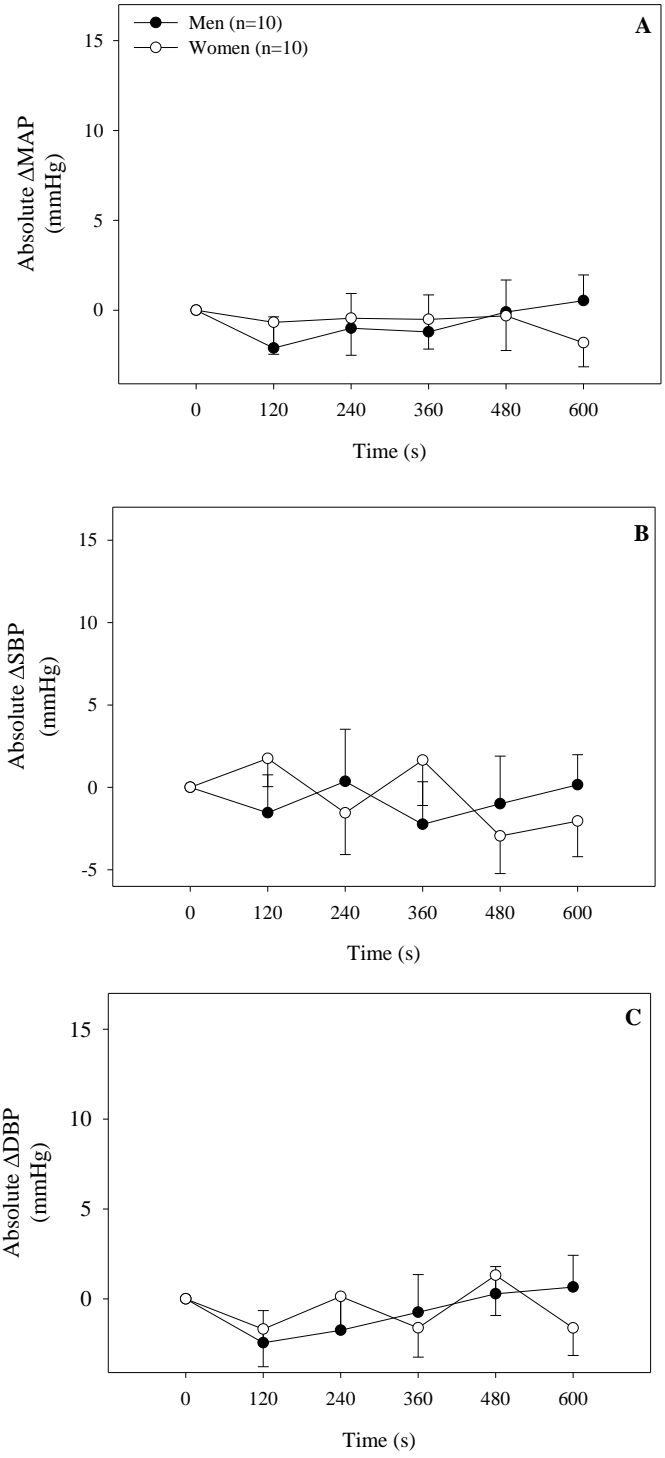 Men (n=10)
Women (n=10)
A
Absolute ΔMAP
(mmHg)
15
10
5
0
0 120 240 360 480 600
Time (s)
B
Absolute ΔSBP
(mmHg)
15
10
5
0
-5
0 120 240 360 480 600
Time (s)
C
Absolute ΔDBP
(mmHg)
15
10
5
0
0 120 240 360 480 600
Time (s)